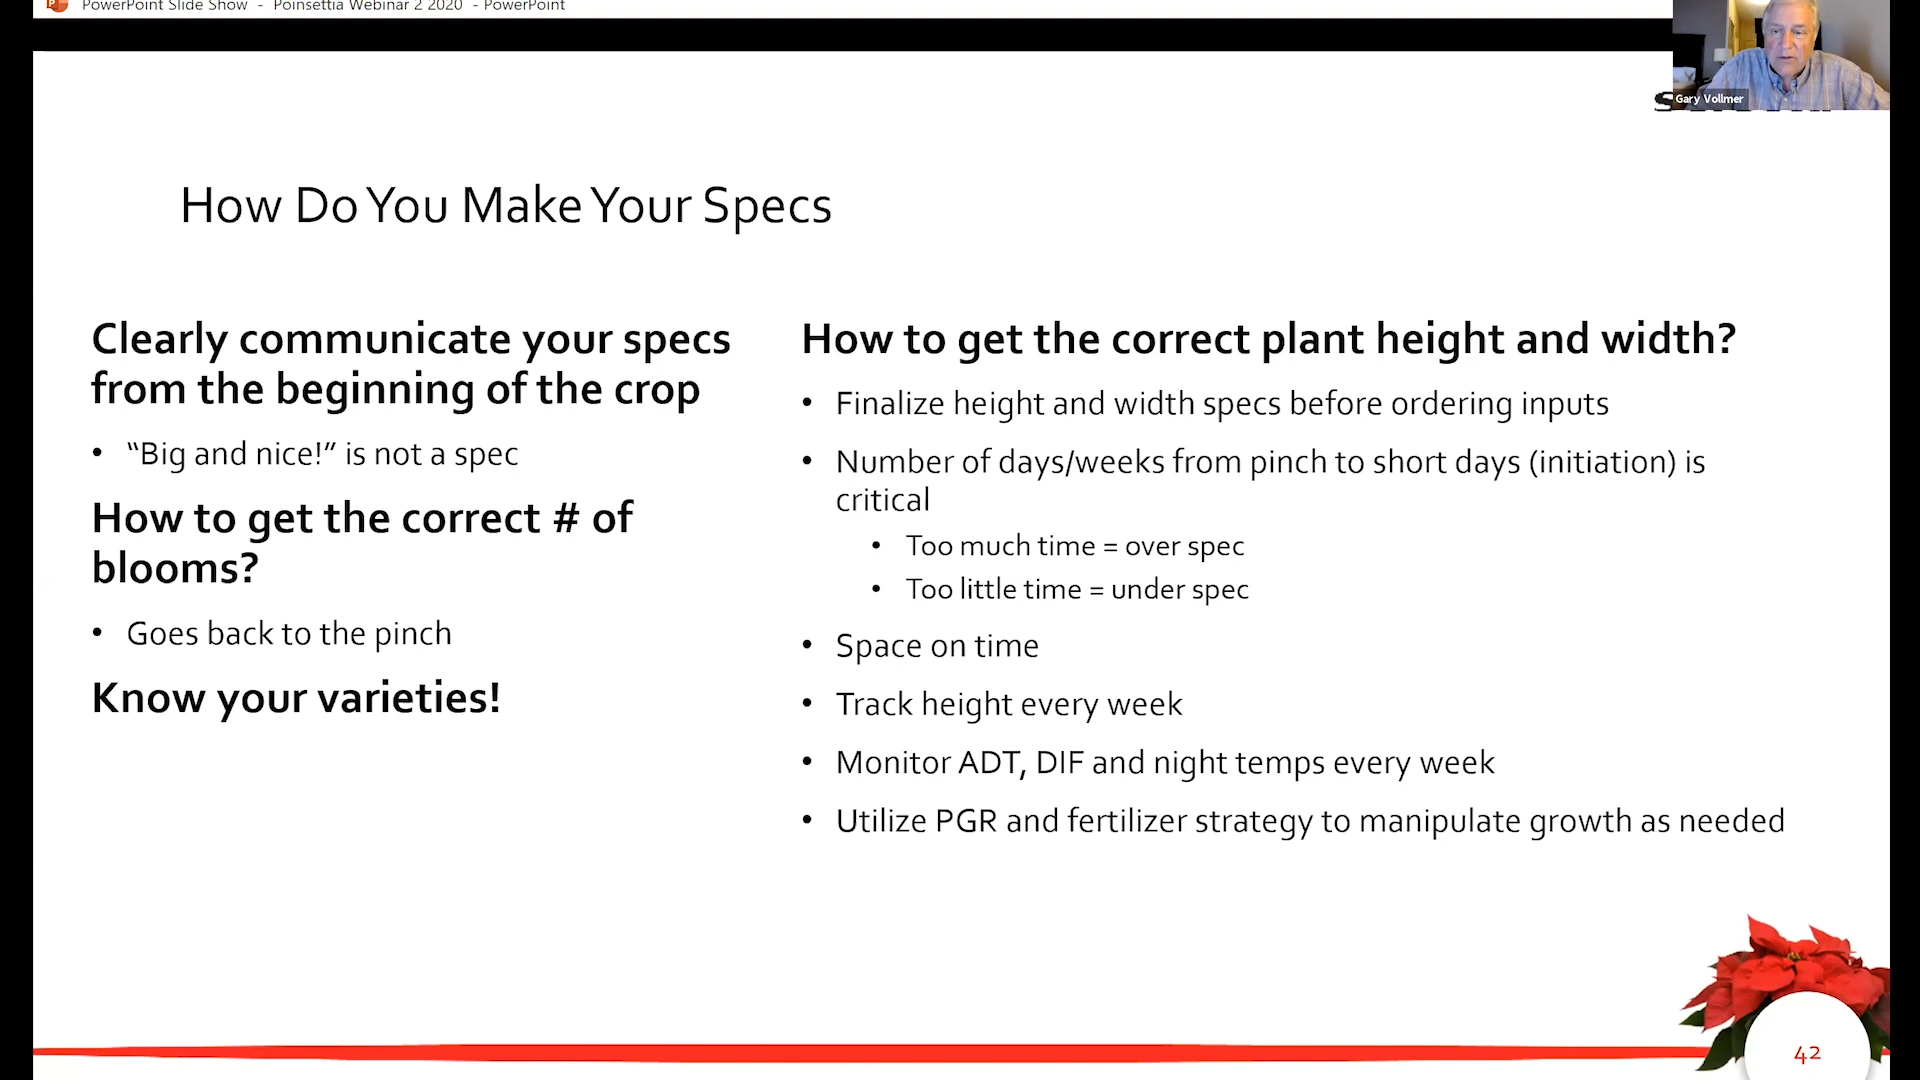 PowerPoint Slide Show - Poinsettia Webinar 2 2020 - PowerPoint
Gary Vollmer
How Do You Make Your Specs
Clearly communicate your specs
from the beginning of the crop
• “Big and nice!” is not a spec
How to get the correct # of
blooms?
• Goes back to the pinch
Know your varieties!
How to get the correct plant height and width?
• Finalize height and width specs before ordering inputs
• Number of days/weeks from pinch to short days (initiation) is
critical
• Too much time = over spec
• Too little time = under spec
• Space on time
• Track height every week
• Monitor ADT, DIF and night temps every week
• Utilize PGR and fertilizer strategy to manipulate growth as needed
42